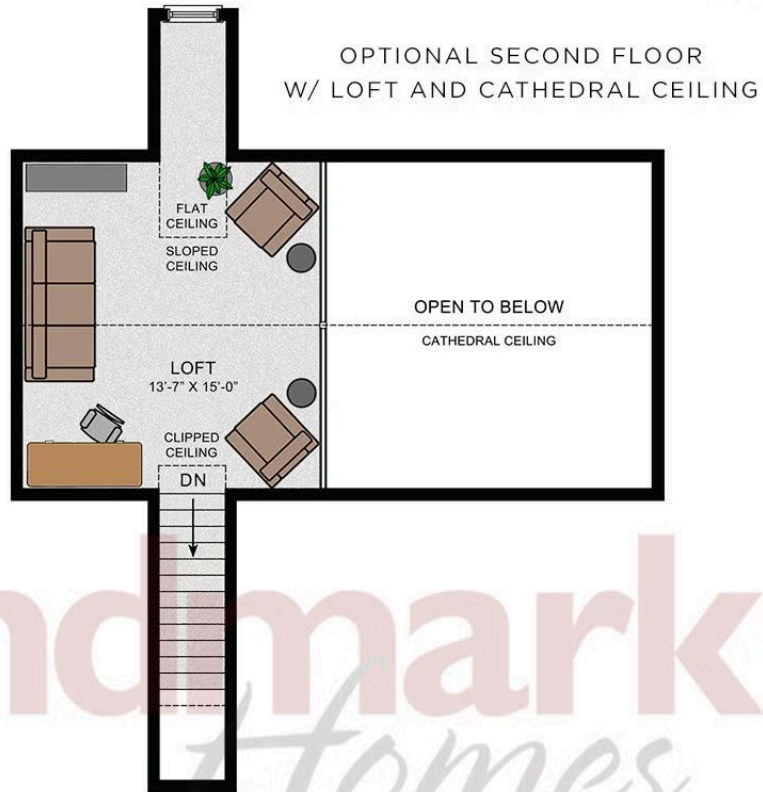 OPTIONAL SECOND FLOOR
W/ LOFT AND CATHEDRAL CEILING
FLAT
CEILING
SLOPED
CEILING
OPEN TO BELOW
CATHEDRAL CEILING
LOFT
13'-7" X 15'-0"
CLIPPED
CEILING
DN
ndmark
Homes